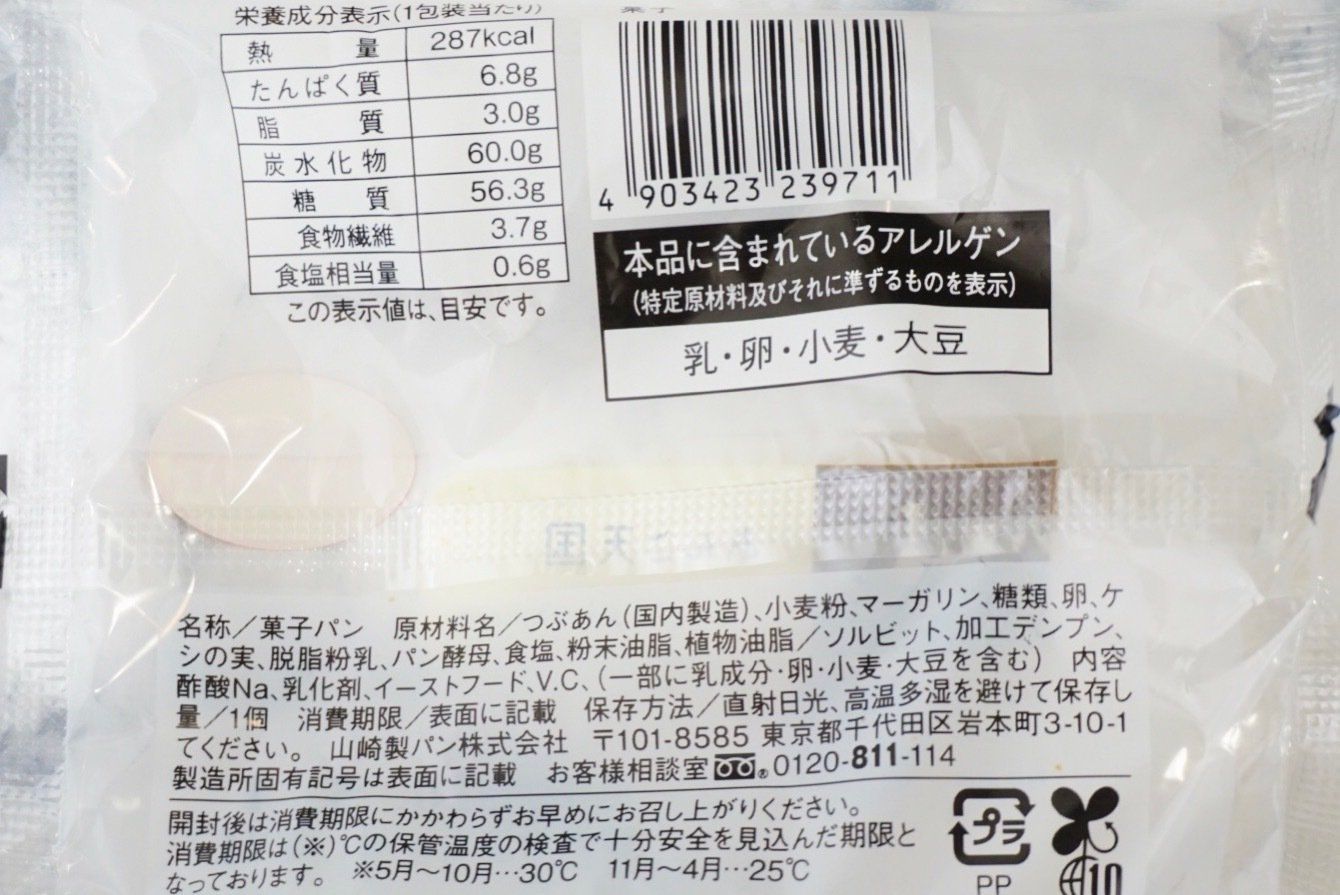 栄養成分表示(1包装当たり)
熱量 287kcal
たんぱく質 6.8g
脂質 3.0g
炭水化物 60.0g
糖質 56.3g
食物繊維 3.7g
食塩相当量 0.6g
この表示値は、目安です。
菓子
4 903423 239711
本品に含まれているアレルゲン
(特定原材料及びそれに準ずるものを表示)
乳・卵・小麦・大豆
名称/菓子パン 原材料名/つぶあん(国内製造)、小麦粉、マーガリン、糖類、卵、ケ
シの実、脱脂粉乳、パン酵母、食塩、粉末油脂、植物油脂/ソルビット、加工デンプン、
酢酸Na、乳化剤、イーストフード、V.C、(一部に乳成分・卵・小麦・大豆を含む) 内容
量/1個 消費期限/表面に記載 保存方法/直射日光、高温多湿を避けて保存し
てください。 山崎製パン株式会社 〒101-8585 東京都千代田区岩本町3-10-1
製造所固有記号は表面に記載 お客様相談室 0120-811-114
開封後は消費期限にかかわらずお早めにお召し上がりください。
消費期限は(※)℃の保管温度の検査で十分安全を見込んだ期限と
なっております。 ※5月~10月…30℃ 11月~4月…25℃
プラ
PP
10